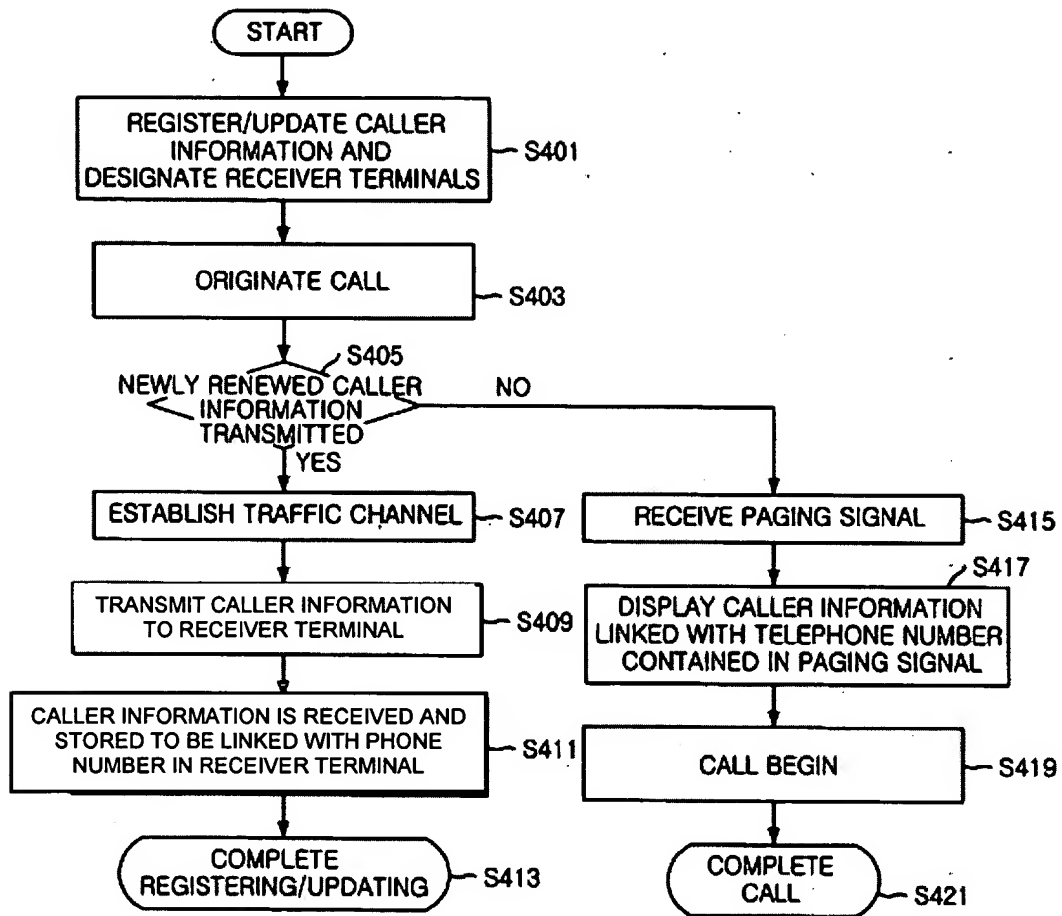 START
REGISTER/UPDATE CALLER
INFORMATION AND
DESIGNATE RECEIVER TERMINALS
S401
ORIGINATE CALL
S403
S405
NEWLY RENEWED CALLER
INFORMATION
TRANSMITTED
NO
YES
ESTABLISH TRAFFIC CHANNEL
S407
TRANSMIT CALLER INFORMATION
TO RECEIVER TERMINAL
S409
CALLER INFORMATION IS RECEIVED AND
STORED TO BE LINKED WITH PHONE
NUMBER IN RECEIVER TERMINAL
S411
COMPLETE
REGISTERING/UPDATING
S413
RECEIVE PAGING SIGNAL
S415
S417
DISPLAY CALLER INFORMATION
LINKED WITH TELEPHONE NUMBER
CONTAINED IN PAGING SIGNAL
CALL BEGIN
S419
COMPLETE
CALL
S421